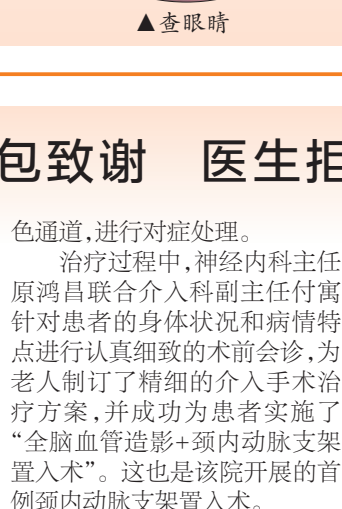 ▲查眼睛
包致谢 医生拒
色通道,进行对症处理。
治疗过程中,神经内科主任
原鸿昌联合介入科副主任付寓
针对患者的身体状况和病情特
点进行认真细致的术前会诊,为
老人制订了精细的介入手术治
疗方案,并成功为患者实施了
“全脑血管造影+颈内动脉支架
置入术”。这也是该院开展的首
例颈内动脉支架置入术。